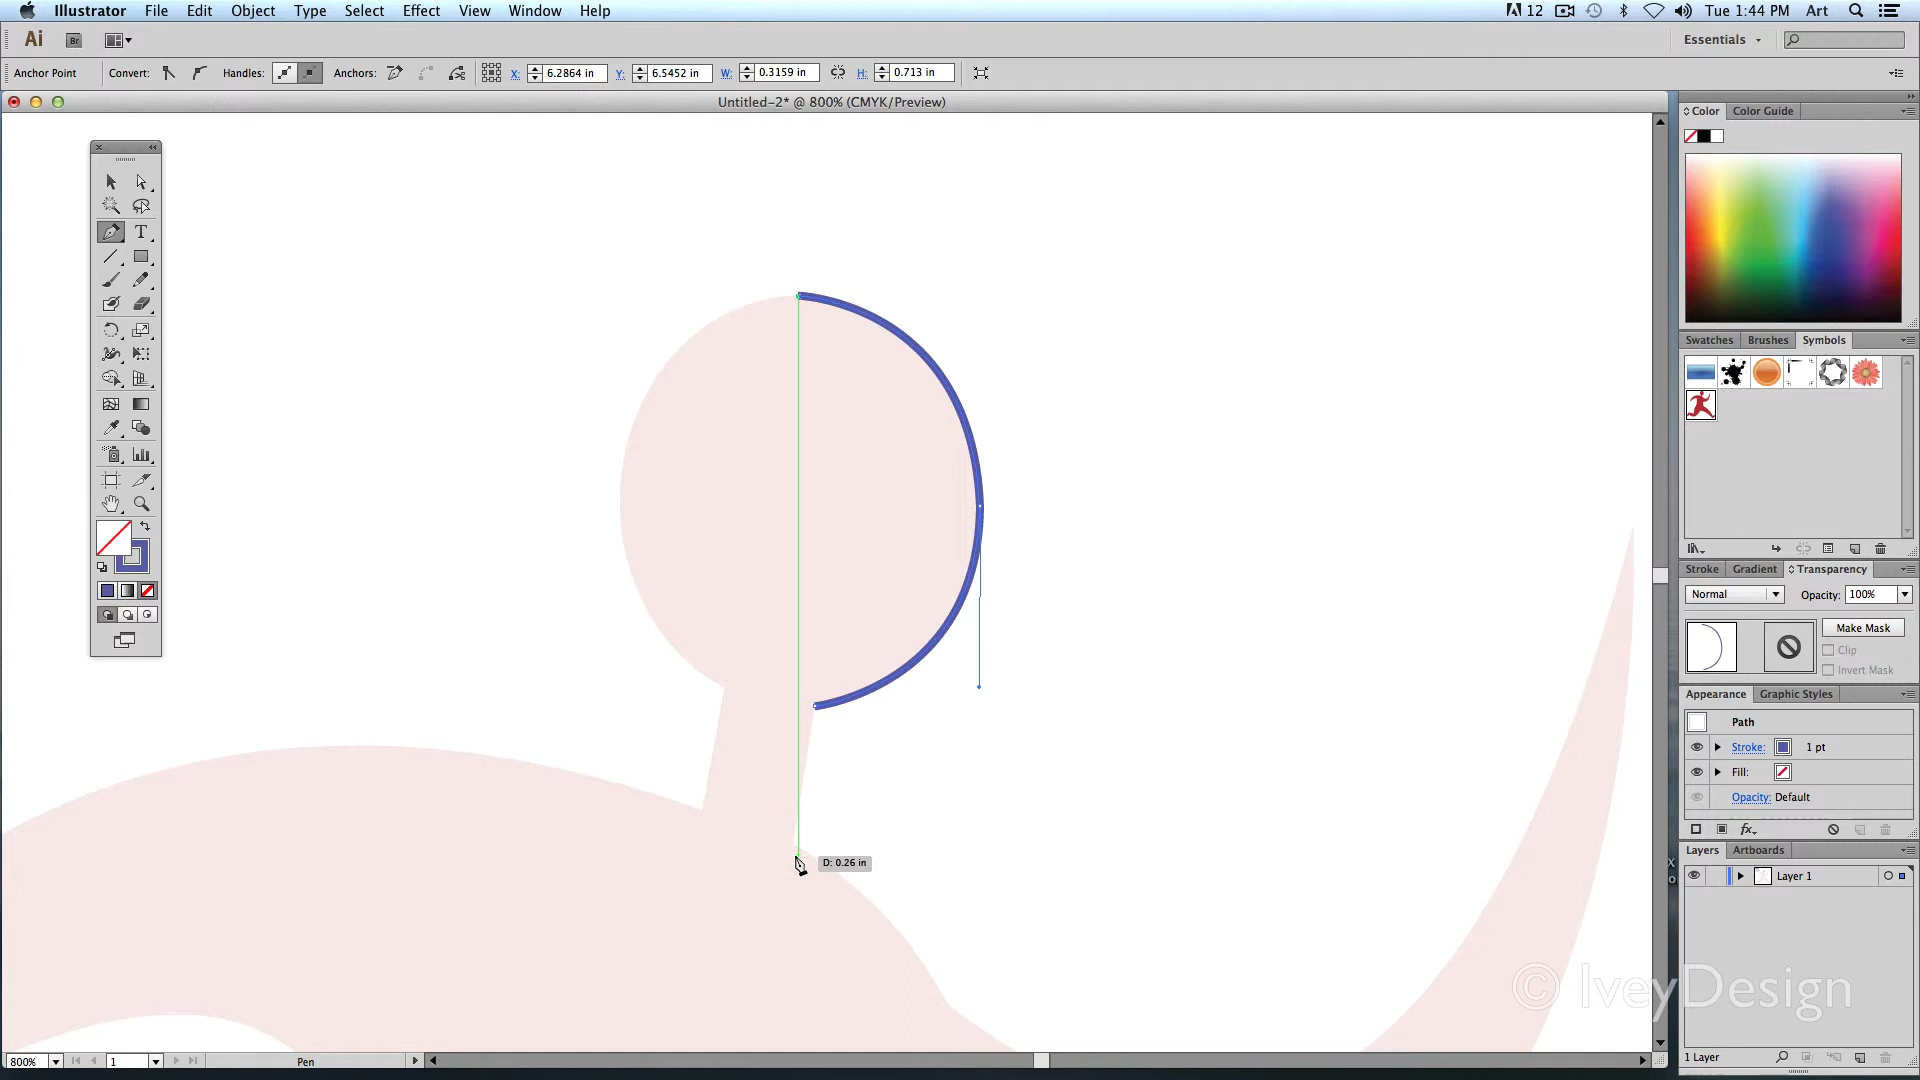 Illustrator File Edit Object Type Select Effect View Window Help
12 Tue 1:44 PM Art
Ai Br Essentials
Anchor Point Convert: Handles: Anchors: X: 6.2864 in Y: 6.5452 in W: 0.3159 in H: 0.713 in
Untitled-2* @ 800% (CMYK/Preview)
Color Color Guide
T
Swatches Brushes Symbols
Stroke Gradient Transparency
Normal Opacity: 100%
Make Mask
Clip
Invert Mask
Appearance Graphic Styles
Path
Stroke: 1 pt
Fill:
Opacity: Default
fx
Layers Artboards
D: 0.26 in
Layer 1
© IveyDesign
1 Layer
800% 1 Pen